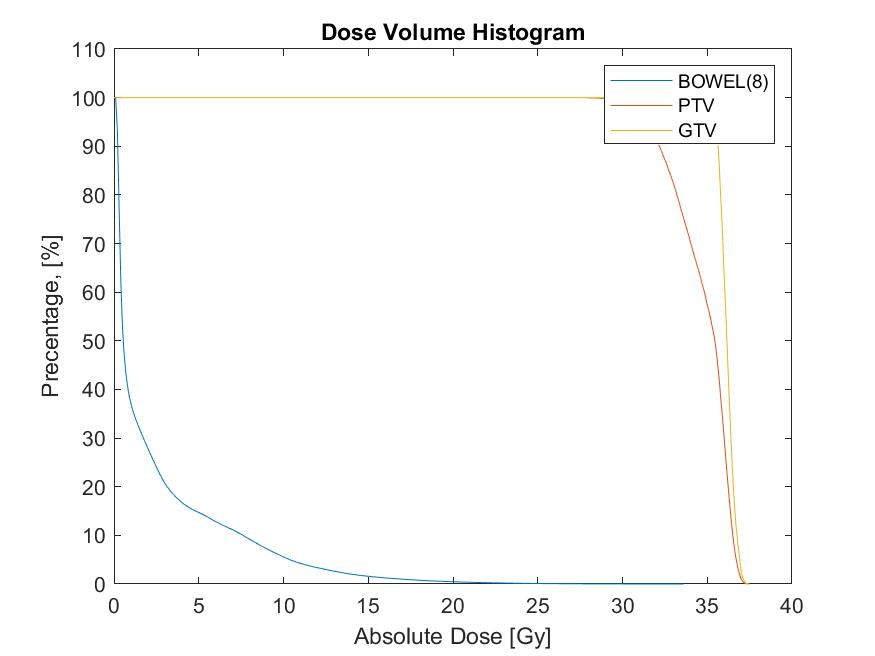 Dose Volume Histogram
110
100
90
80
70
60
50
40
30
20
10
0
Precentage, [%]
BOWEL(8)
PTV
GTV
0 5 10 15 20 25 30 35 40
Absolute Dose [Gy]